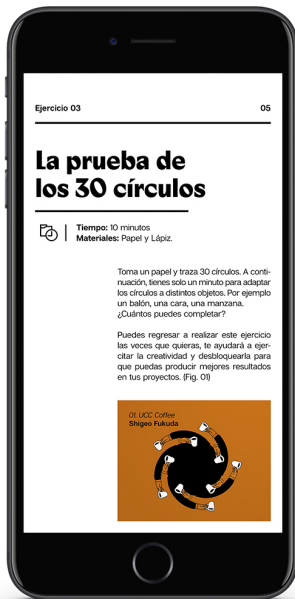 Ejercicio 03
05
La prueba de
los 30 círculos
Tiempo: 10 minutos
Materiales: Papel y Lápiz.
Toma un papel y traza 30 círculos. A conti-
nuación, tienes solo un minuto para adaptar
los círculos a distintos objetos. Por ejemplo
un balón, una cara, una manzana.
¿Cuántos puedes completar?
Puedes regresar a realizar este ejercicio
las veces que quieras, te ayudará a ejer-
citar la creatividad y desbloquearla para
que puedas producir mejores resultados
en tus proyectos. (Fig. 01)
01. UCC Coffee
Shigeo Fukuda